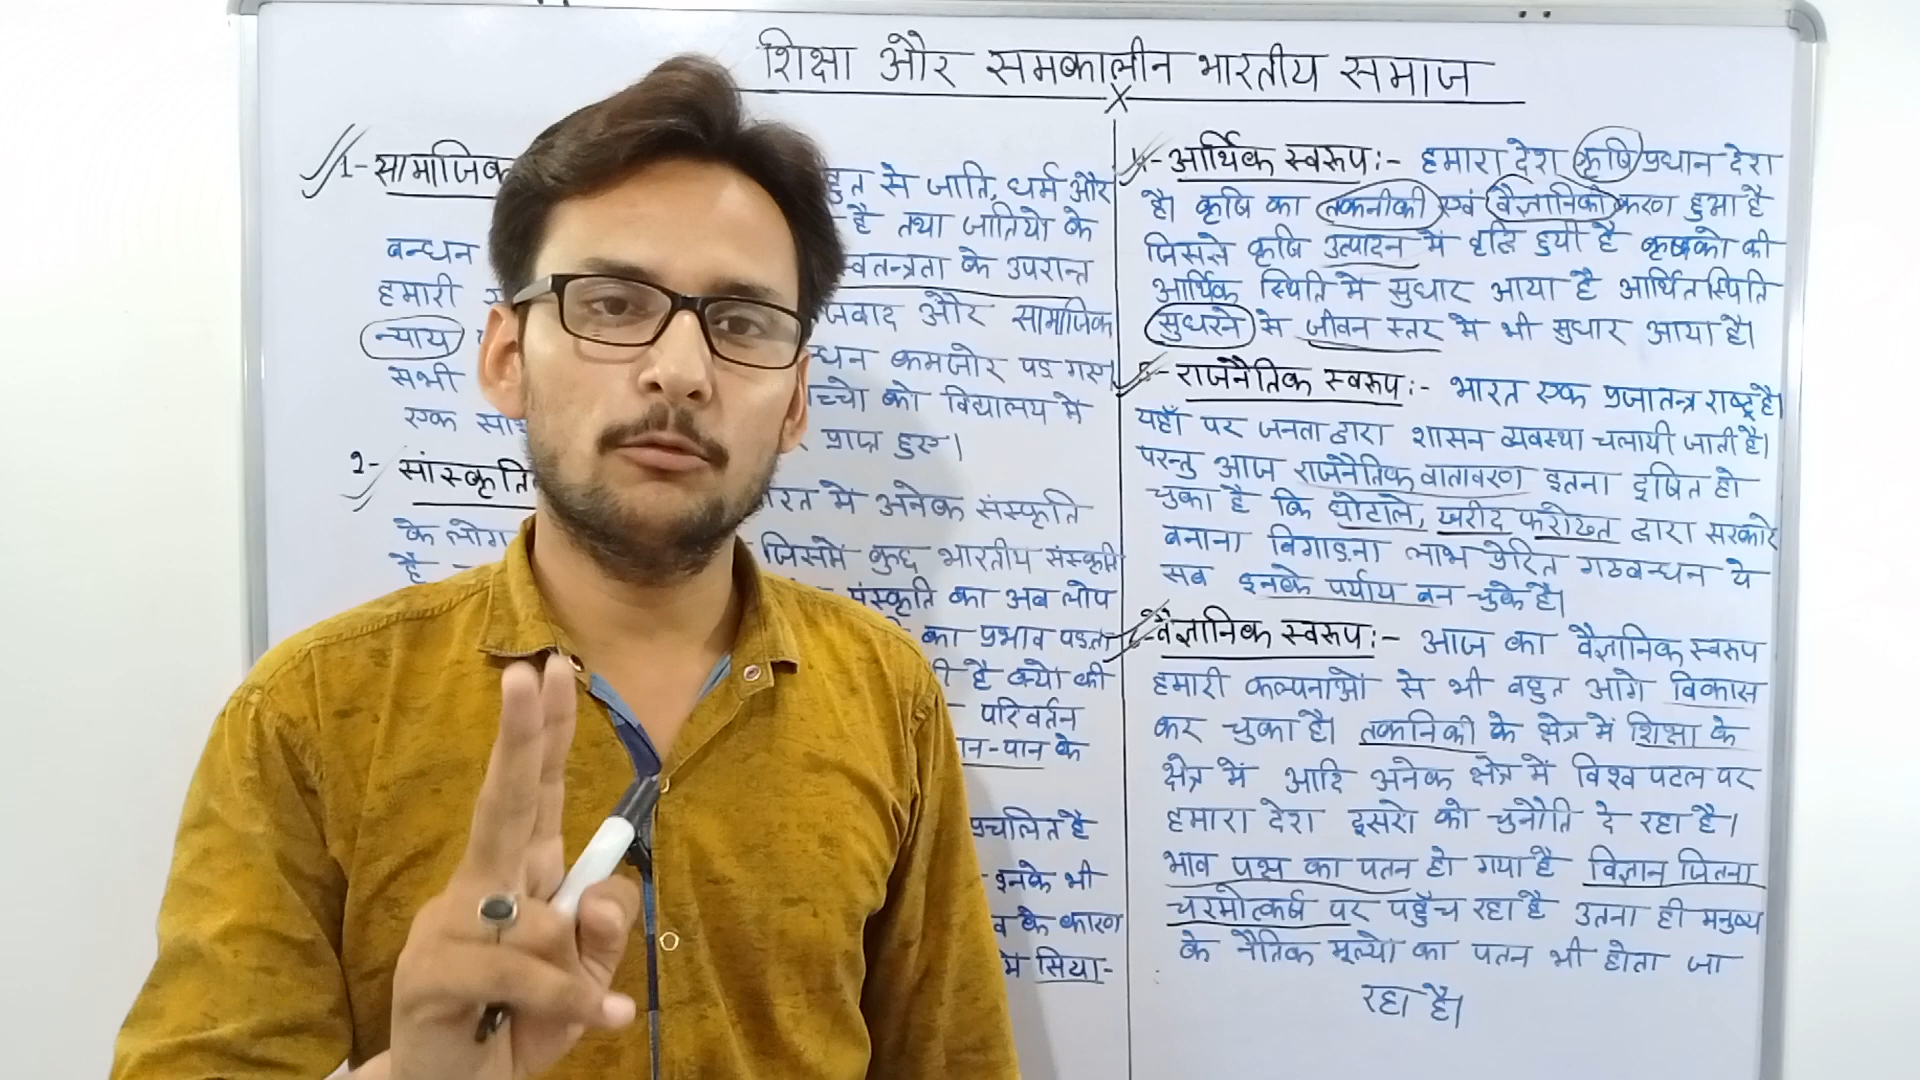 शिक्षा और समकालीन भारतीय समाज
1- सामाजिक
हुत से जाति, धर्म और
है तथा जातियो के
बन्धन
स्वतन्त्रता के उपरान्त
हमारी
जवाद और सामाजिक
न्याय
न्धन कमजोर पड गए।
सभी
च्चो को विद्यालय मे
एक साथ
प्राप्त हुए।
2- सांस्कृति
रत में अनेक संस्कृति
के लोग
जिसमें कुछ भारतीय संस्कृति
है
संस्कृति का अब लोप
का प्रभाव पडता
है क्यो की
परिवर्तन
न-पान के
प्रचलित है
इनके भी
व के कारण
मे सिया-
4- आर्थिक स्वरूप :- हमारा देश कृषि प्रधान देश
है। कृषि का तकनीकी एवं वैज्ञानिकी करण हुआ है
जिससे कृषि उत्पादन में वृद्धि हुयी है कृषको की
आर्थिक स्थिति मे सुधार आया है आर्थित स्थिति
सुधरने से जीवन स्तर मे भी सुधार आया है।
5- राजनैतिक स्वरूप :- भारत एक प्रजातन्त्र राष्ट्र है।
यहाँ पर जनता द्वारा शासन व्यवस्था चलायी जाती है।
परन्तु आज राजनैतिक वातावरण इतना दूषित हो
चुका है कि घोटाले, खरीद फरोख्त द्वारा सरकारे
बनाना बिगाडना लाभ प्रेरित गठबन्धन ये
सब इनके पर्याय बन चुके है।
वैज्ञानिक स्वरूप :- आज का वैज्ञानिक स्वरूप
हमारी कल्पनाओं से भी बहुत आगे विकास
कर चुका है। तकनिकी के क्षेत्र में शिक्षा के
क्षेत्र में आदि अनेक क्षेत्र में विश्व पटल पर
हमारा देश दूसरो को चुनौति दे रहा है।
भाव पक्ष का पतन हो गया है विज्ञान जितना
चरमोत्कर्ष पर पहुँच रहा है उतना ही मनुष्य
के नैतिक मूल्यो का पतन भी होता जा
रहा है।